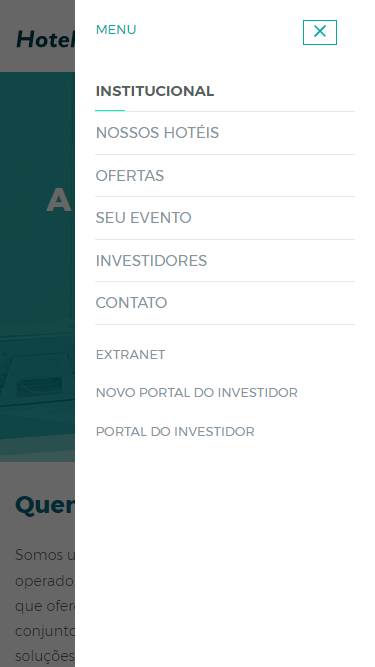 MENU
INSTITUCIONAL
NOSSOS HOTÉIS
OFERTAS
SEU EVENTO
INVESTIDORES
CONTATO
EXTRANET
NOVO PORTAL DO INVESTIDOR
PORTAL DO INVESTIDOR
Hotel
A
Quem
Somos u
operado
que ofere
conjunto
soluções